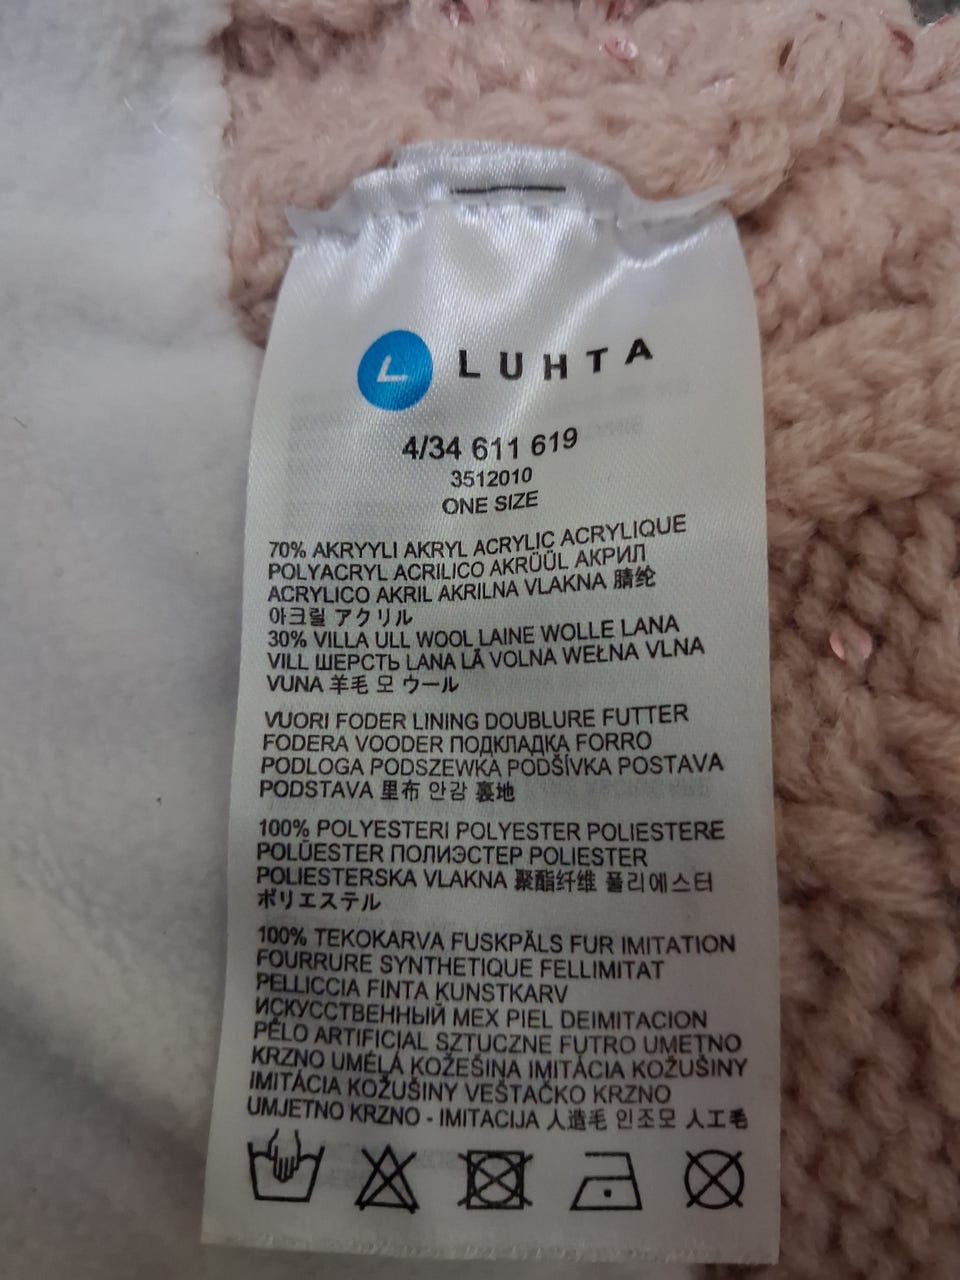 LUHTA
4/34 611 619
3512010
ONE SIZE
70% AKRYYLI AKRYL ACRYLIC ACRYLIQUE
POLYACRYL ACRILICO AKRÜÜL АКРИЛ
ACRYLICO AKRIL AKRILNA VLAKNA 腈纶
아크릴 アクリル
30% VILLA ULL WOOL LAINE WOLLE LANA
VILL ШЕРСТЬ LANA LÃ VOLNA WEŁNA VLNA
VUNA 羊毛 모 ウール
VUORI FODER LINING DOUBLURE FUTTER
FODERA VOODER ПОДКЛАДКА FORRO
PODLOGA PODSZEWKA PODŠÍVKA POSTAVA
PODSTAVA 里布 안감 裏地
100% POLYESTERI POLYESTER POLIESTERE
POLÜESTER ПОЛИЭСТЕР POLIESTER
POLIESTERSKA VLAKNA 聚酯纤维 폴리에스터
ポリエステル
100% TEKOKARVA FUSKPÄLS FUR IMITATION
FOURRURE SYNTHETIQUE FELLIMITAT
PELLICCIA FINTA KUNSTKARV
ИСКУССТВЕННЫЙ МЕХ PIEL DEIMITACION
PÊLO ARTIFICIAL SZTUCZNE FUTRO UMETNO
KRZNO UMĚLÁ KOŽEŠINA IMITÁCIA KOŽUŠINY
IMITÁCIA KOŽUŠINY VEŠTAČKO KRZNO
UMJETNO KRZNO - IMITACIJA 人造毛 인조모 人工毛